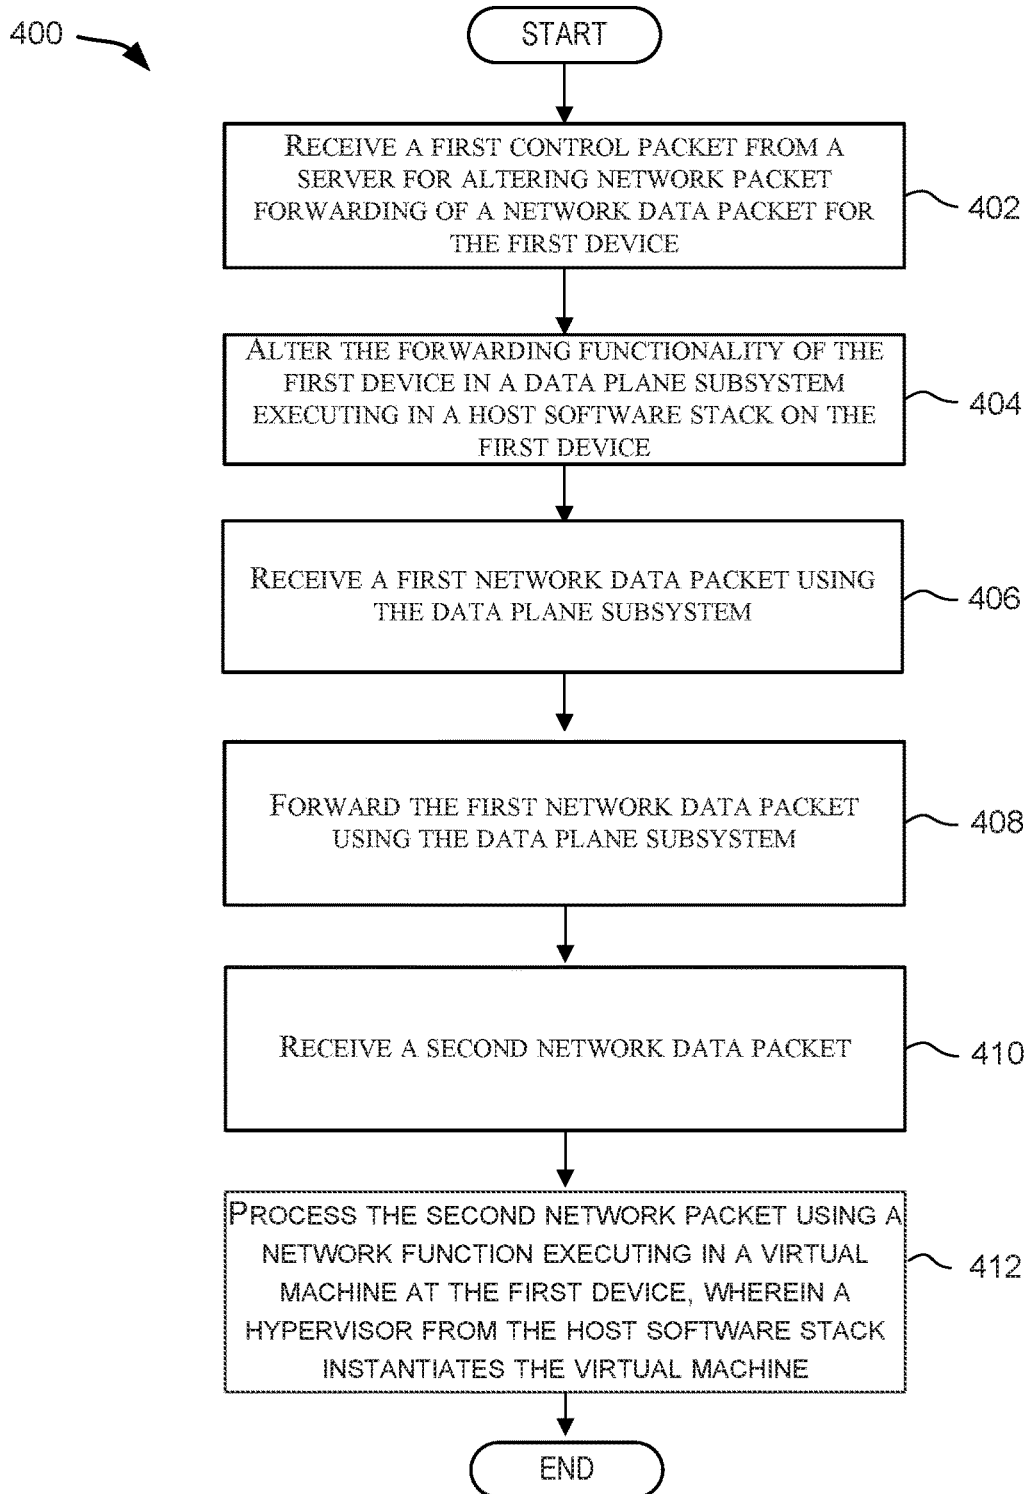 400
START
RECEIVE A FIRST CONTROL PACKET FROM A
SERVER FOR ALTERING NETWORK PACKET
FORWARDING OF A NETWORK DATA PACKET FOR
THE FIRST DEVICE
402
ALTER THE FORWARDING FUNCTIONALITY OF THE
FIRST DEVICE IN A DATA PLANE SUBSYSTEM
EXECUTING IN A HOST SOFTWARE STACK ON THE
FIRST DEVICE
404
RECEIVE A FIRST NETWORK DATA PACKET USING
THE DATA PLANE SUBSYSTEM
406
FORWARD THE FIRST NETWORK DATA PACKET
USING THE DATA PLANE SUBSYSTEM
408
RECEIVE A SECOND NETWORK DATA PACKET
410
PROCESS THE SECOND NETWORK PACKET USING A
NETWORK FUNCTION EXECUTING IN A VIRTUAL
MACHINE AT THE FIRST DEVICE, WHEREIN A
HYPERVISOR FROM THE HOST SOFTWARE STACK
INSTANTIATES THE VIRTUAL MACHINE
412
END